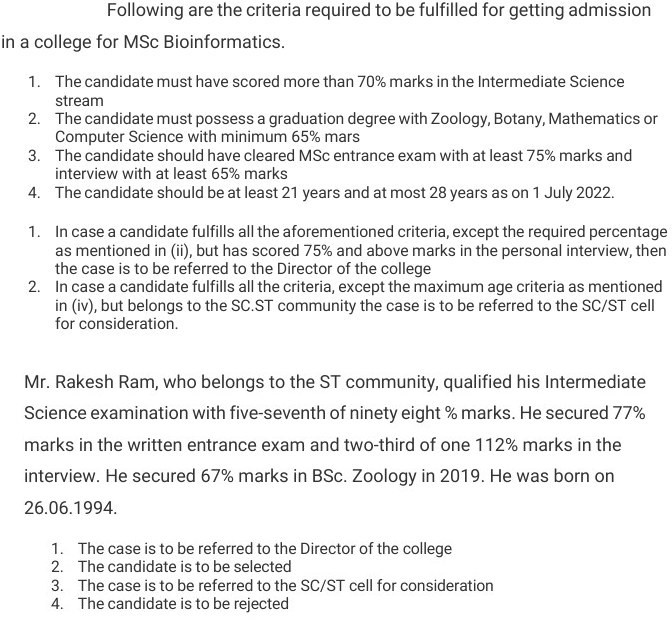 Following are the criteria required to be fulfilled for getting admission
in a college for MSc Bioinformatics.
1. The candidate must have scored more than 70% marks in the Intermediate Science
stream
2. The candidate must possess a graduation degree with Zoology, Botany, Mathematics or
Computer Science with minimum 65% mars
3. The candidate should have cleared MSc entrance exam with at least 75% marks and
interview with at least 65% marks
4. The candidate should be at least 21 years and at most 28 years as on 1 July 2022.
1. In case a candidate fulfills all the aforementioned criteria, except the required percentage
as mentioned in (ii), but has scored 75% and above marks in the personal interview, then
the case is to be referred to the Director of the college
2. In case a candidate fulfills all the criteria, except the maximum age criteria as mentioned
in (iv), but belongs to the SC.ST community the case is to be referred to the SC/ST cell
for consideration.
Mr. Rakesh Ram, who belongs to the ST community, qualified his Intermediate
Science examination with five-seventh of ninety eight % marks. He secured 77%
marks in the written entrance exam and two-third of one 112% marks in the
interview. He secured 67% marks in BSc. Zoology in 2019. He was born on
26.06.1994.
1. The case is to be referred to the Director of the college
2. The candidate is to be selected
3. The case is to be referred to the SC/ST cell for consideration
4. The candidate is to be rejected